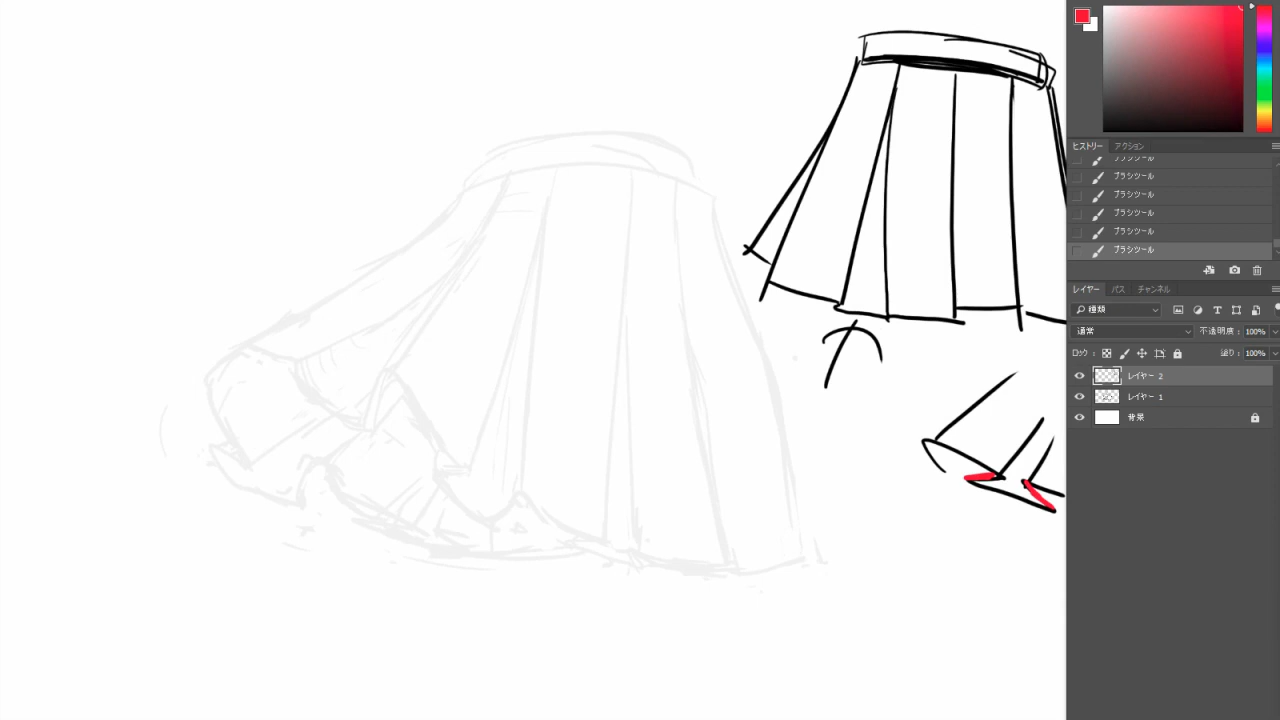 ヒストリー アクション
ブラシツール
ブラシツール
ブラシツール
ブラシツール
ブラシツール
ブラシツール
レイヤー パス チャンネル
種類
通常 不透明度: 100%
ロック: 塗り: 100%
レイヤー 2
レイヤー 1
背景